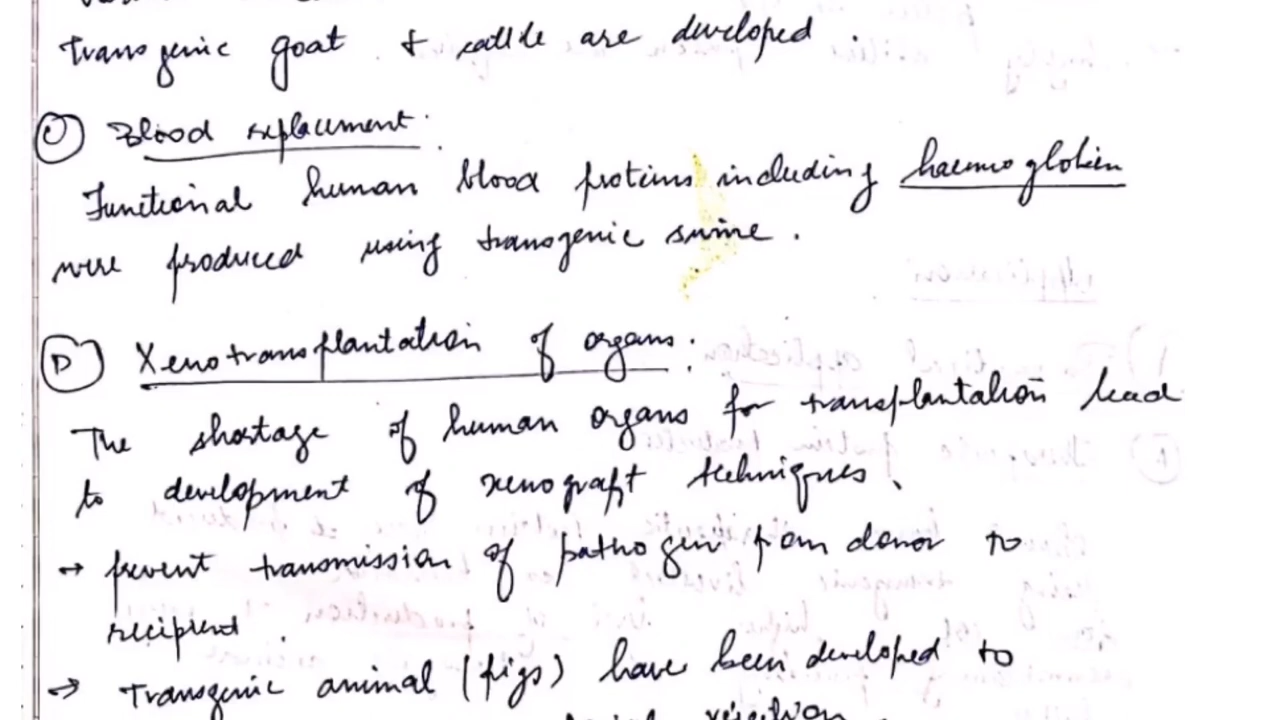 transgenic goat & cattle are developed.
C Blood replacement.
Functional human blood proteins including haemoglobin
were produced using transgenic swine.
D Xenotransplantation of organs.
The shortage of human organs for transplantation lead
to development of xenograft techniques.
→ prevent transmission of pathogen from donor to
recipient.
→ Transgenic animal (pigs) have been developed to
rejection.